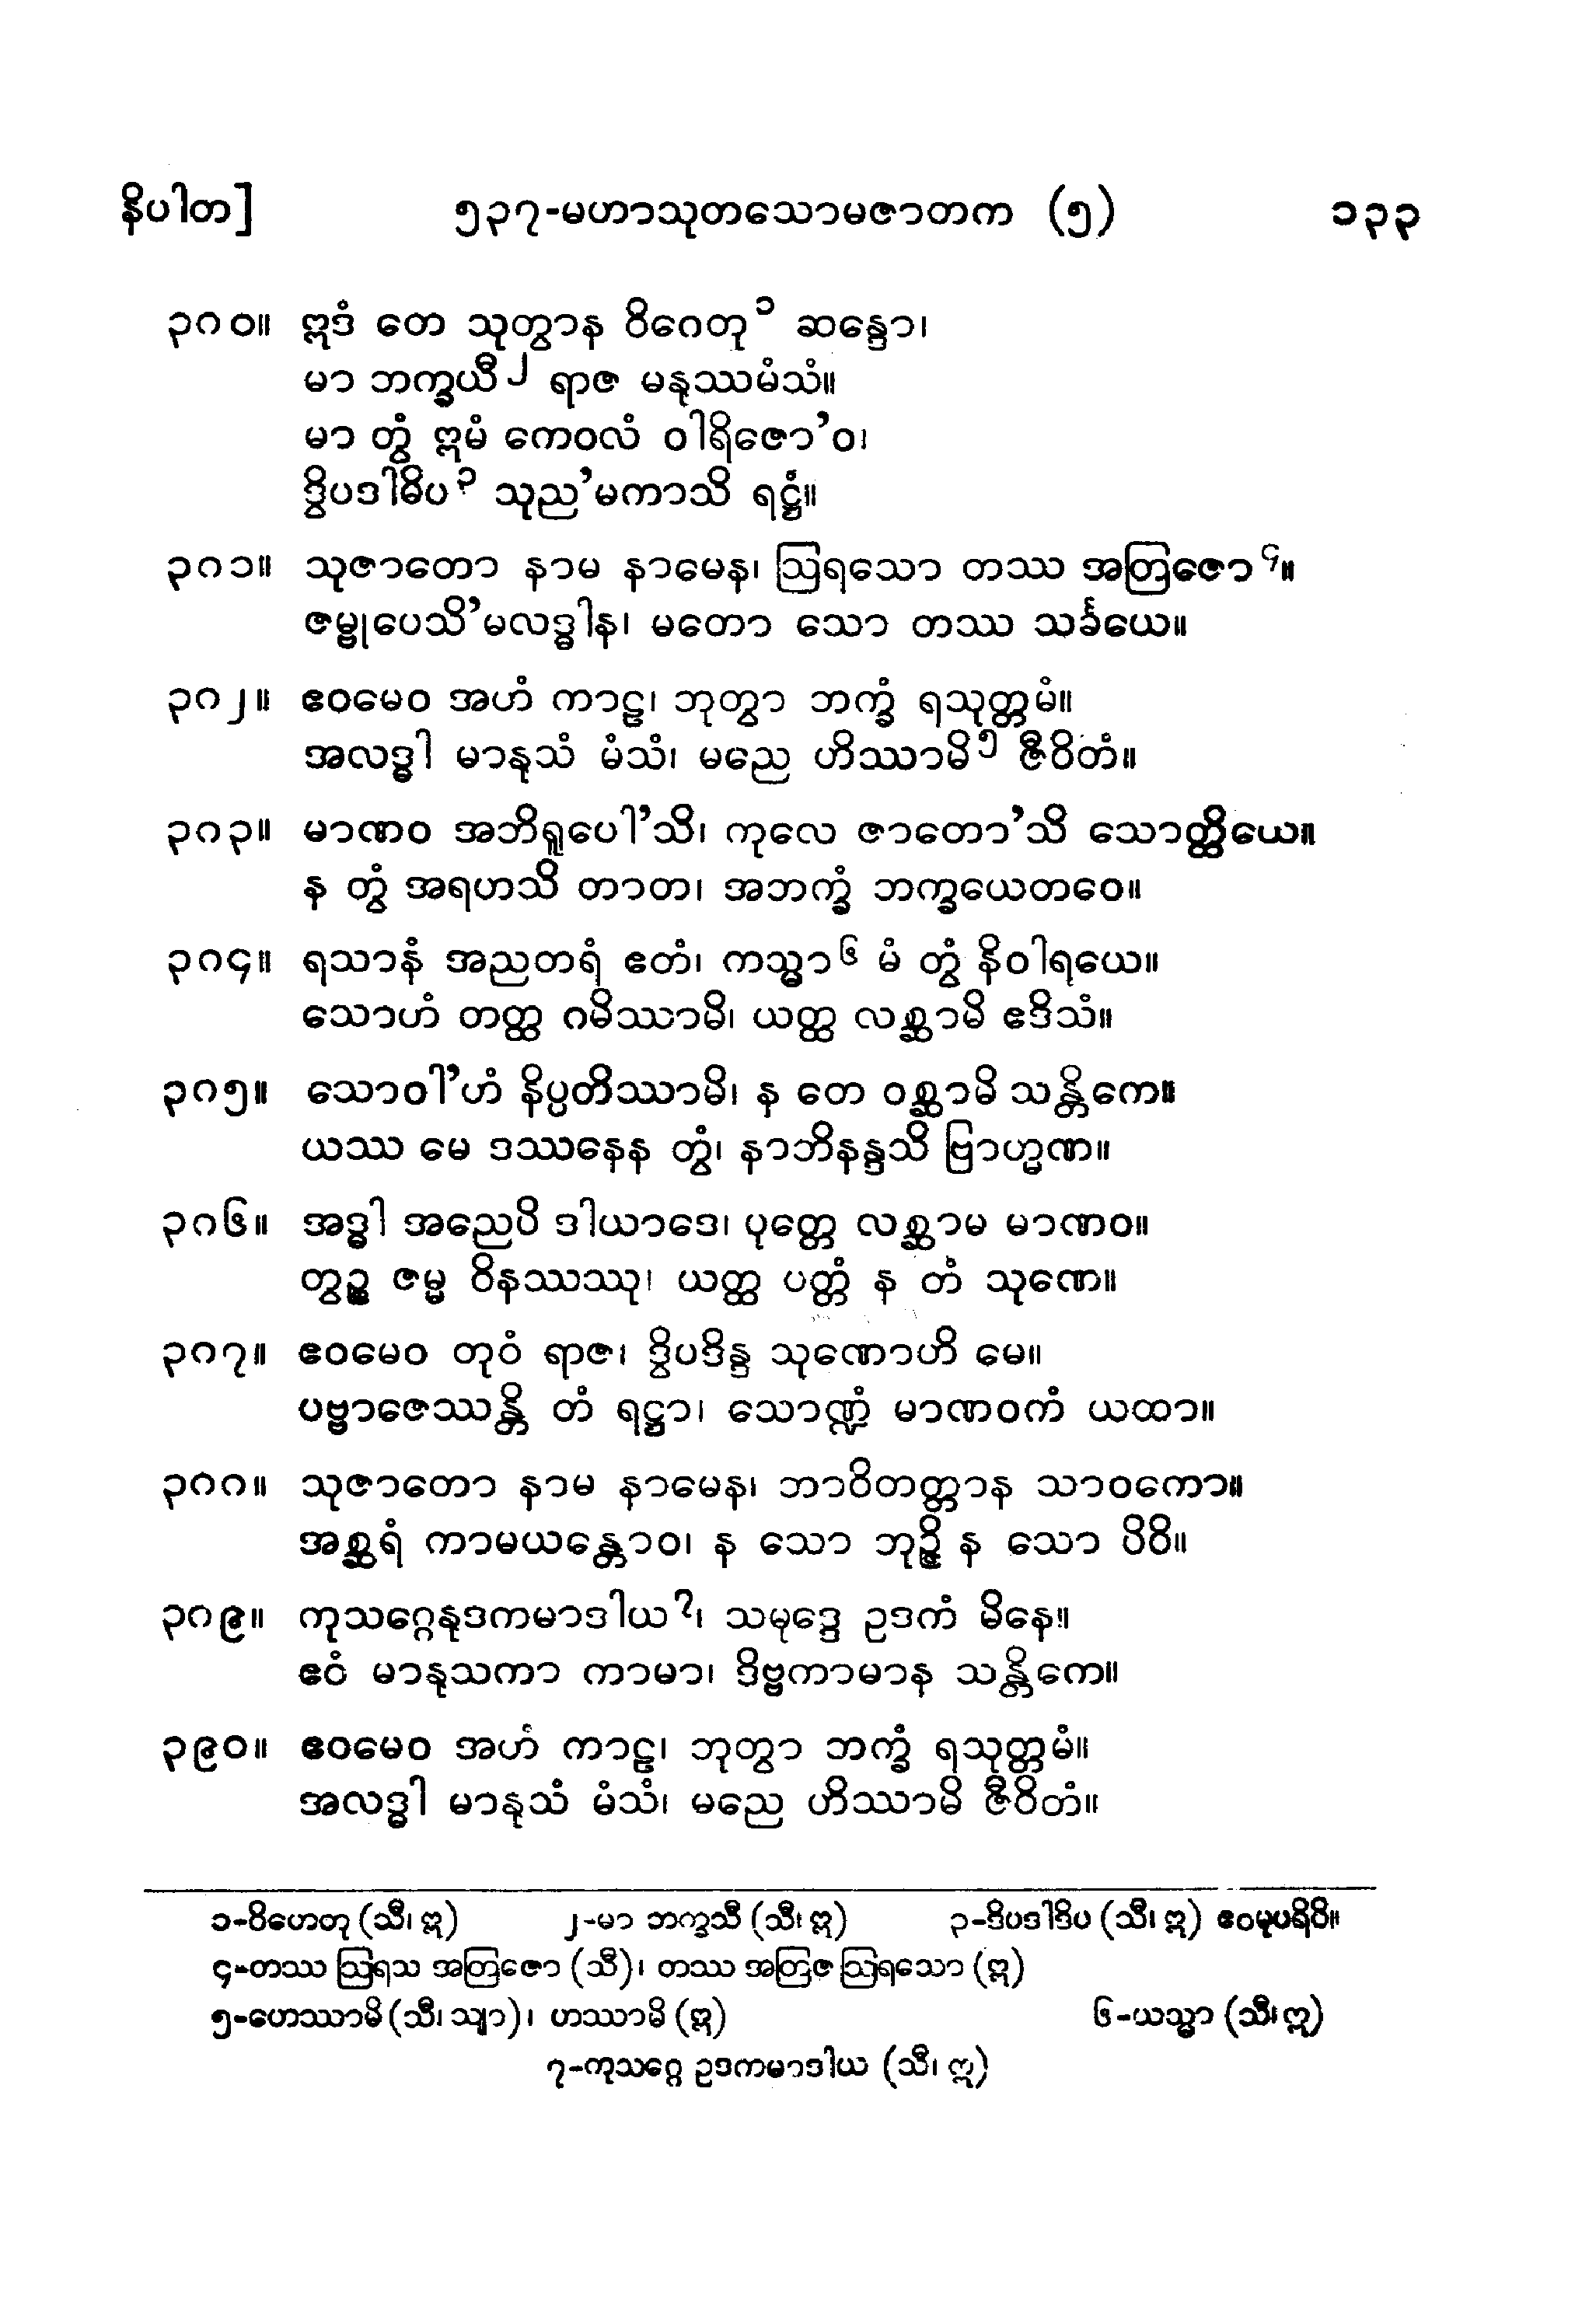 နိပါတ]	၅၃၇-မဟာသုတသောမဇာတက (၅)	၁၃၃
၃၈၀။ ဣဒံ တေ သုတွာန ဝိဂေတု၁ ဆန္ဒော၊
မာ ဘက္ခယီ၂ ရာဇ မနုဿမံသံ။
မာ တွံ ဣမံ ကေဝလံ ဝါရိဇော’ဝ၊
ဒွိပဒါဓိပ၃ သုည’မကာသိ ရဋ္ဌံ။
၃၈၁။ သုဇာတော နာမ နာမေန၊ ဩရသော တဿ အတြဇော၄။
ဇမ္ဗုပေသိ’မလဒ္ဓါန၊ မတော သော တဿ သင်္ခယေ။
၃၈၂။ ဧဝမေဝ အဟံ ကာဠ၊ ဘုတွာ ဘက္ခံ ရသုတ္တမံ။
အလဒ္ဓါ မာနုသံ မံသံ၊ မညေ ဟိဿာမိ၅ ဇီဝိတံ။
၃၈၃။ မာဏဝ အဘိရူပေါ’သိ၊ ကုလေ ဇာတော’သိ သောတ္ထိယေ။
န တွံ အရဟသိ တာတ၊ အဘက္ခံ ဘက္ခယေတဝေ။
၃၈၄။ ရသာနံ အညတရံ ဧတံ၊ ကသ္မာ၆ မံ တွံ နိဝါရယေ။
သောဟံ တတ္ထ ဂမိဿာမိ၊ ယတ္ထ လစ္ဆာမိ ဧဒိသံ။
၃၈၅။ သောဝါ’ဟံ နိပ္ပတိဿာမိ၊ န တေ ဝစ္ဆာမိ သန္တိကေ။
ယဿ မေ ဒဿနေန တွံ၊ နာဘိနန္ဒသိ ဗြာဟ္မဏ။
၃၈၆။ အဒ္ဓါ အညေပိ ဒါယာဒေ၊ ပုတ္တေ လစ္ဆာမ မာဏဝ။
တွဉ္စ ဇမ္မ ဝိနဿဿု၊ ယတ္ထ ပတ္တံ န တံ သုဏေ။
၃၈၇။ ဧဝမေဝ တုဝံ ရာဇ၊ ဒွိပဒိန္ဒ သုဏောဟိ မေ။
ပဗ္ဗာဇေဿန္တိ တံ ရဋ္ဌာ၊ သောဏ္ဍံ မာဏဝကံ ယထာ။
၃၈၈။ သုဇာတော နာမ နာမေန၊ ဘာဝိတတ္တာန သာဝကော။
အစ္ဆရံ ကာမယန္တောဝ၊ န သော ဘုဉ္ဇိ န သော ပိဝိ။
၃၈၉။ ကုသဂ္ဂေနုဒကမာဒါယ၇၊ သမုဒ္ဒေ ဥဒကံ မိနေ။
ဧဝံ မာနုသကာ ကာမာ၊ ဒိဗ္ဗကာမာန သန္တိကေ။
၃၉၀။ ဧဝမေဝ အဟံ ကာဠ၊ ဘုတွာ ဘက္ခံ ရသုတ္တမံ။
အလဒ္ဓါ မာနုသံ မံသံ၊ မညေ ဟိဿာမိ ဇီဝိတံ။
၁-ဝိဟေတု (သီ၊ ဣ)	၂-မာ ဘက္ခသီ (သီ၊ ဣ)	၃-ဒိပဒါဒိပ (သီ၊ ဣ) ဧဝမုပရိပိ။
၄-တဿ ဩရသ အတြဇော (သီ)၊ တဿ အတြဇ ဩရသော (ဣ)
၅-ဟေဿာမိ (သီ၊ သျာ)၊ ဟဿာမိ (ဣ)	၆-ယသ္မာ (သီ၊ ဣ)
၇-ကုသဂ္ဂေ ဥဒကမာဒါယ (သီ၊ ဣ)